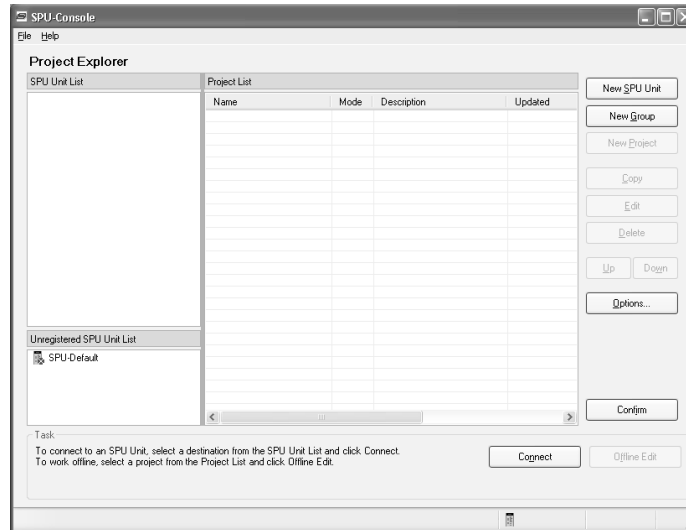 SPU-Console
File Help
Project Explorer
SPU Unit List
Project List
Name Mode Description Updated
New SPU Unit
New Group
New Project
Copy
Edit
Delete
Up Down
Options...
Unregistered SPU Unit List
SPU-Default
Confirm
Task
To connect to an SPU Unit, select a destination from the SPU Unit List and click Connect.
To work offline, select a project from the Project List and click Offline Edit.
Connect
Offline Edit